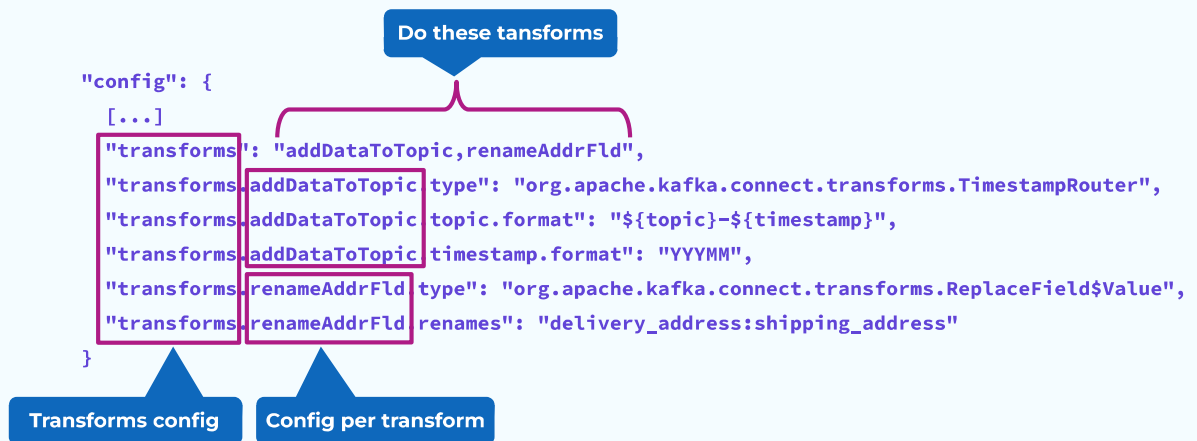 Do these tansforms
"config": {
[...]
"transforms": "addDataToTopic,renameAddrFld",
"transforms.addDataToTopic.type": "org.apache.kafka.connect.transforms.TimestampRouter",
"transforms.addDataToTopic.topic.format": "${topic}-${timestamp}",
"transforms.addDataToTopic.timestamp.format": "YYYMM",
"transforms.renameAddrFld.type": "org.apache.kafka.connect.transforms.ReplaceField$Value",
"transforms.renameAddrFld.renames": "delivery_address:shipping_address"
}
Transforms config
Config per transform